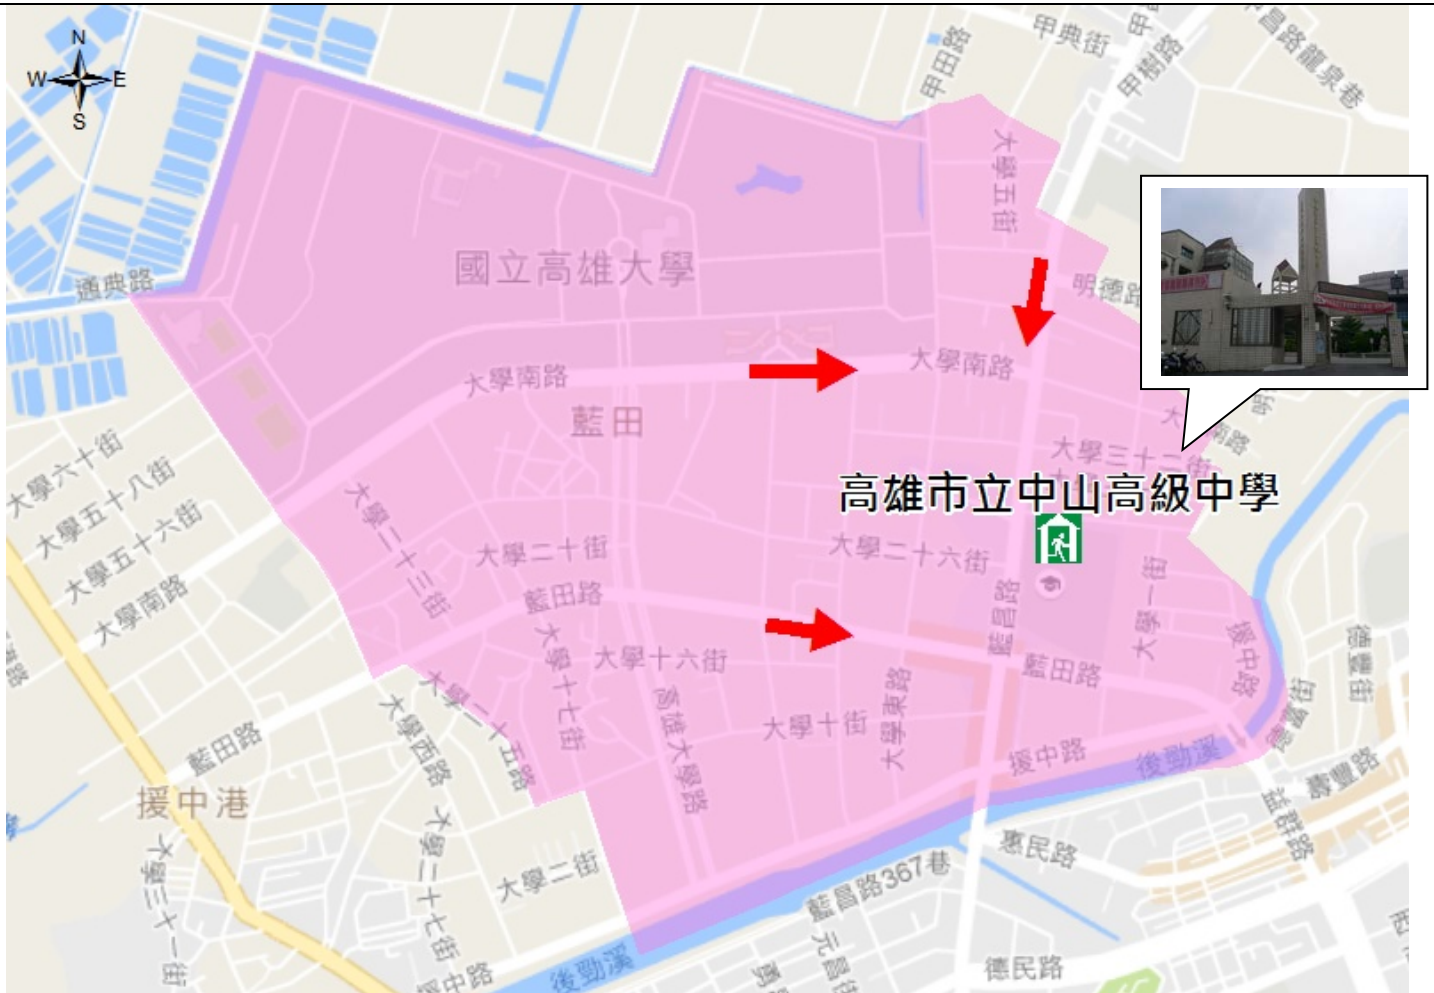 N
W
E
S
甲田路
甲典街
甲樹路
甲昌路龍泉巷
大學五街
通典路
國立高雄大學
明德路
大學南路
大學南路
藍田
大學三十二街
高雄市立中山高級中學
大學六十街
大學五十八街
大學五十六街
大學南路
大學二十三街
大學二十街
大學二十六街
藍田路
藍昌路
大學一街
大學十七街
大學十六街
藍田路
援中路
德豐街
大學二十五路
大學西路
高雄大學路
大學十街
大學東路
援中路
後勁溪
壽豐路
益群路
藍田路
援中港
大學二街
大學二十七街
大學三十一街
惠民路
藍昌路367巷
元昌街
後勁溪
援中路
德民路